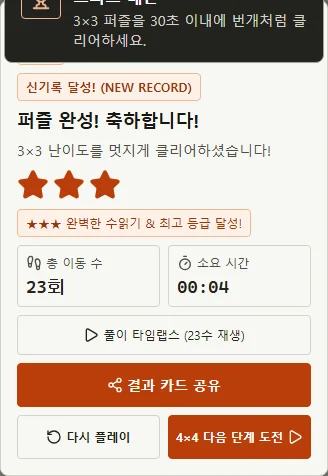 3×3 퍼즐을 30초 이내에 번개처럼 클
리어하세요.
신기록 달성! (NEW RECORD)
퍼즐 완성! 축하합니다!
3×3 난이도를 멋지게 클리어하셨습니다!
★★★ 완벽한 수읽기 & 최고 등급 달성!
총 이동 수
23회
소요 시간
00:04
풀이 타임랩스 (23수 재생)
결과 카드 공유
다시 플레이
4×4 다음 단계 도전